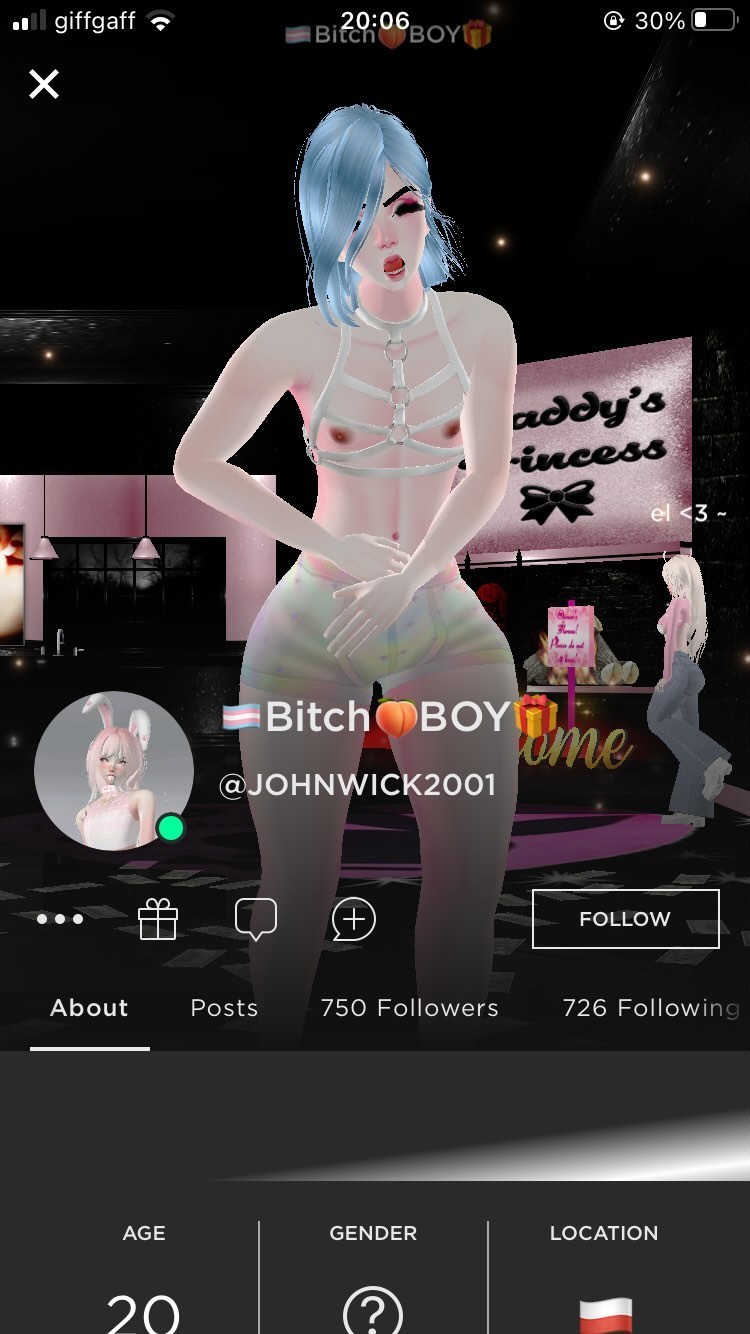 giffgaff 20:06 30%
Bitch🍑BOY🎁
addy's
rincess
el <3 ~
ome
🏳️‍⚧️Bitch🍑BOY🎁
@JOHNWICK2001
FOLLOW
About Posts 750 Followers 726 Following
AGE GENDER LOCATION
20 ?